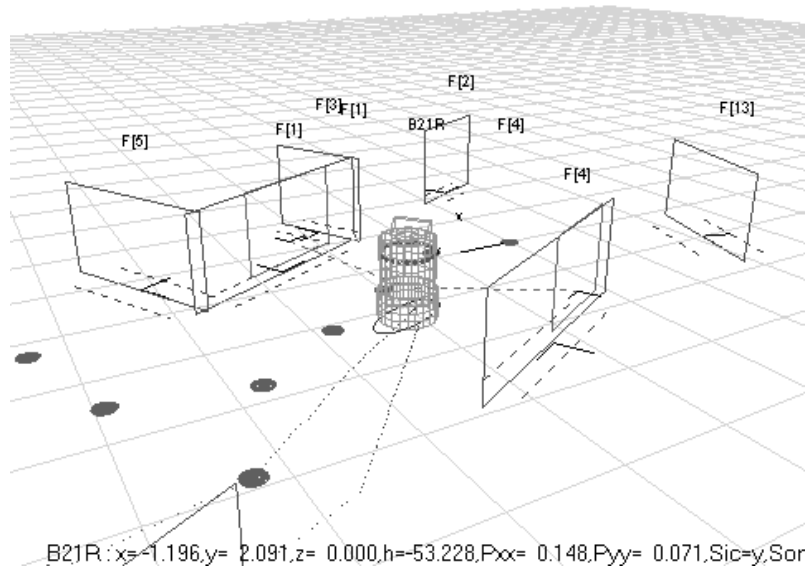 F[2]
F[3]
F[1]
F[13]
F[5]
F[1]
B21R
F[4]
F[4]
x
B21R : x= -1.196,y= 2.091,z= 0.000,h=-53.228,Pxx= 0.148,Pyy= 0.071,Sic=y,Son